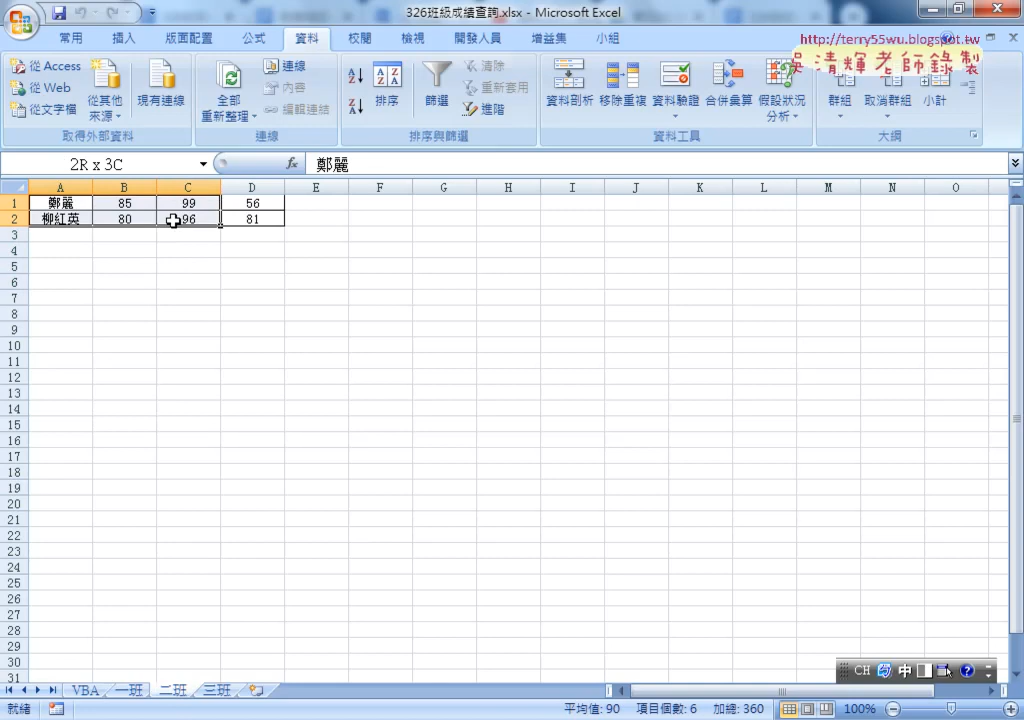 326班級成績查詢.xlsx - Microsoft Excel
常用 插入 版面配置 公式 資料 校閱 檢視 開發人員 增益集 小組
http://terry55wu.blogspot.tw
吳清輝老師錄製
從 Access
從 Web
從文字檔
從其他來源
現有連線
取得外部資料
全部重新整理
連線
內容
編輯連結
連線
排序
篩選
清除
重新套用
進階
排序與篩選
資料剖析 移除重複 資料驗證 合併彙算 假設狀況分析
資料工具
群組 取消群組 小計
大綱
2R x 3C fx 鄭麗
A B C D E F G H I J K L M N O
1 鄭麗 85 99 56
2 柳紅英 80 96 81
3
4
5
6
7
8
9
10
11
12
13
14
15
16
17
18
19
20
21
22
23
24
25
26
27
28
29
30
31
CH 中
VBA 一班 二班 三班
就緒 平均值: 90 項目個數: 6 加總: 360 100%